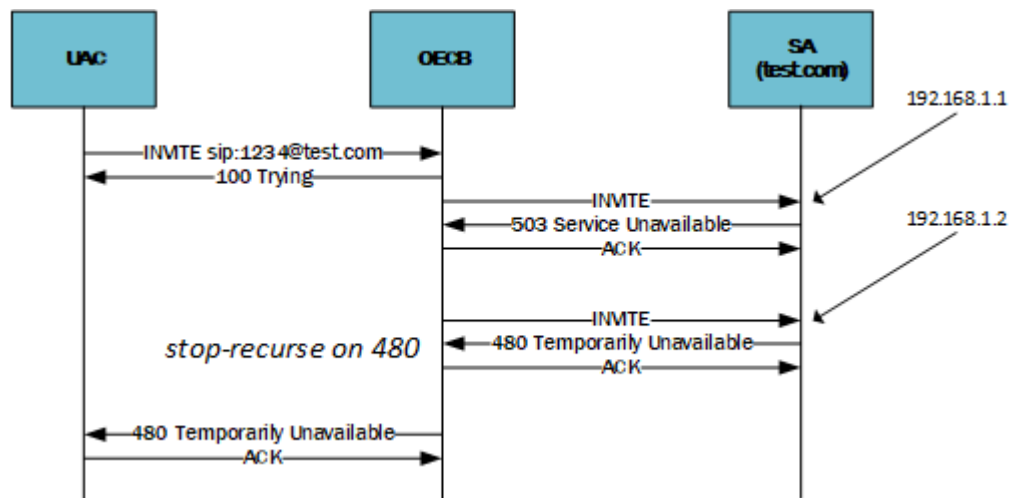 UAC
OECB
SA
(test.com)
192.168.1.1
INVITE sip:1234@test.com
100 Trying
INVITE
503 Service Unavailable
192.168.1.2
ACK
INVITE
480 Temporarily Unavailable
stop-recurse on 480
ACK
480 Temporarily Unavailable
ACK